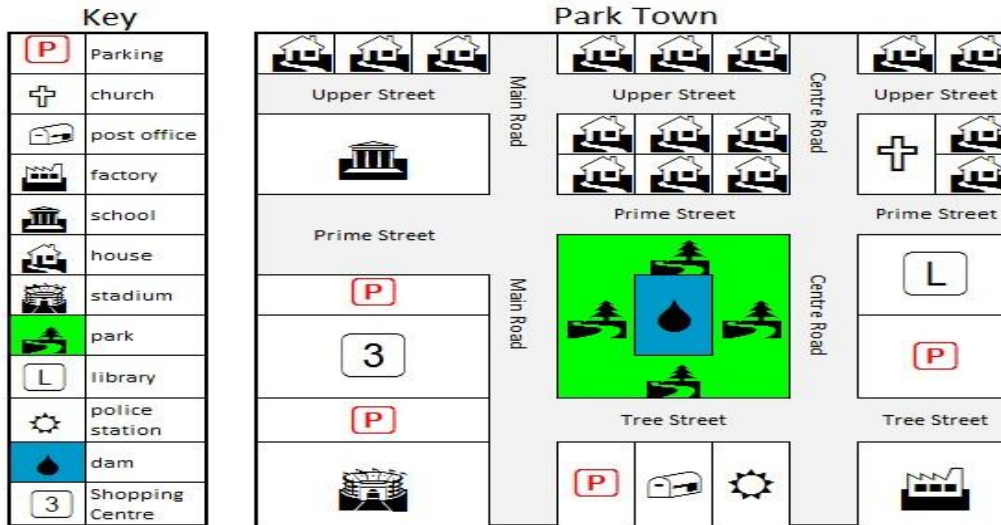 Key
Park Town
P Parking
church
post office
factory
school
house
stadium
park
L library
police
station
dam
3 Shopping
Centre
Upper Street
Main Road
Upper Street
Centre Road
Upper Street
Prime Street
Prime Street
Prime Street
P
Main Road
Centre Road
L
3
P
P
Tree Street
Tree Street
P